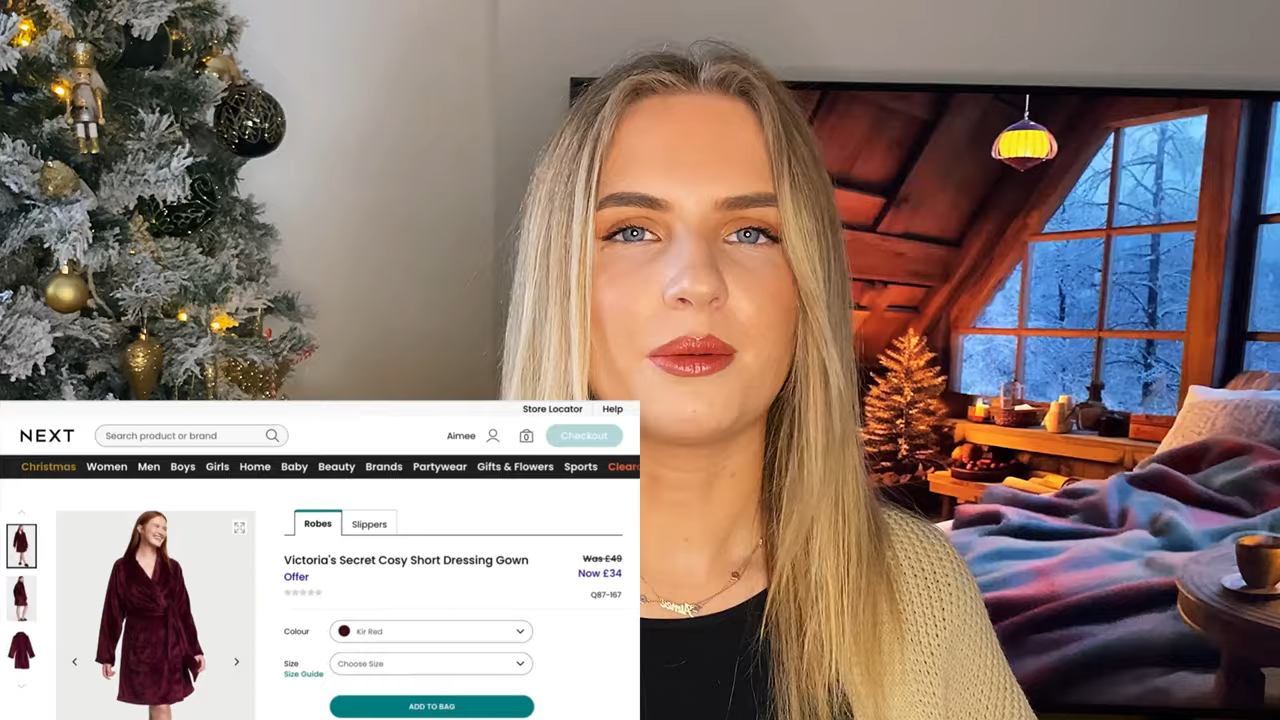 Store Locator Help
NEXT Search product or brand Aimee 0 Checkout
Christmas Women Men Boys Girls Home Baby Beauty Brands Partywear Gifts & Flowers Sports
Robes Slippers
Victoria's Secret Cosy Short Dressing Gown Was £49
Offer Now £34
Q87-167
Colour Kir Red
Size Choose Size
Size Guide
ADD TO BAG
Aimee